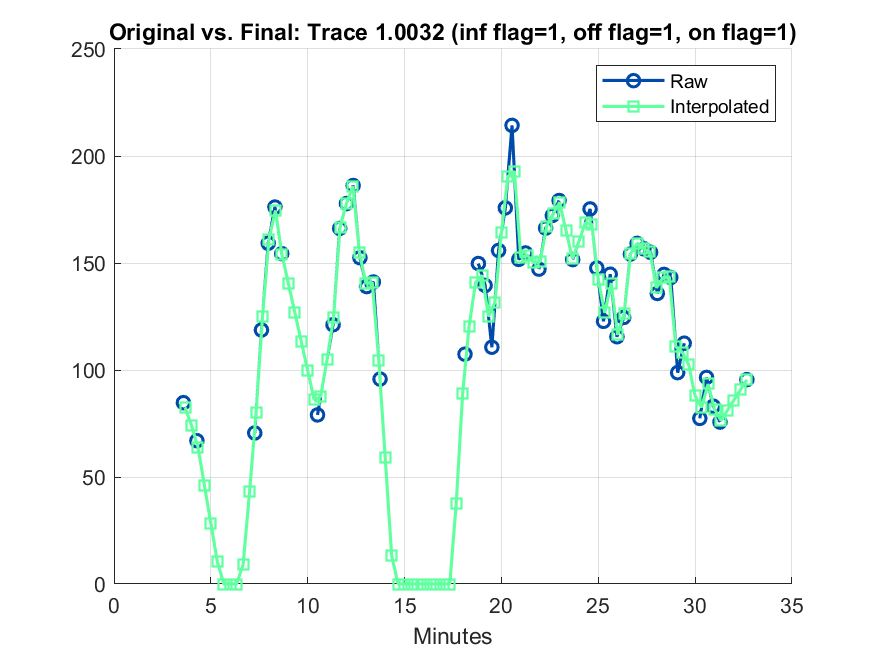 Original vs. Final: Trace 1.0032 (inf flag=1, off flag=1, on flag=1)
250
200
150
100
50
0
Raw
Interpolated
0 5 10 15 20 25 30 35
Minutes